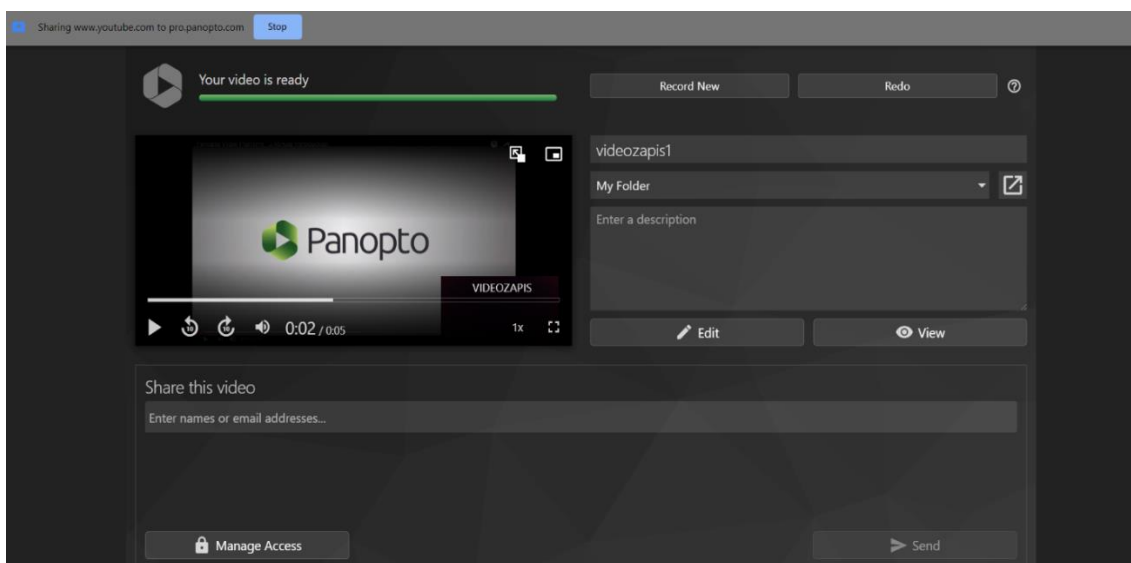 Sharing www.youtube.com to pro.panopto.com Stop
Your video is ready
Record New Redo
videozapis1
My Folder
Enter a description
Panopto
VIDEOZAPIS
10 10 0:02 / 0:05 1x
Edit View
Share this video
Enter names or email addresses...
Manage Access Send